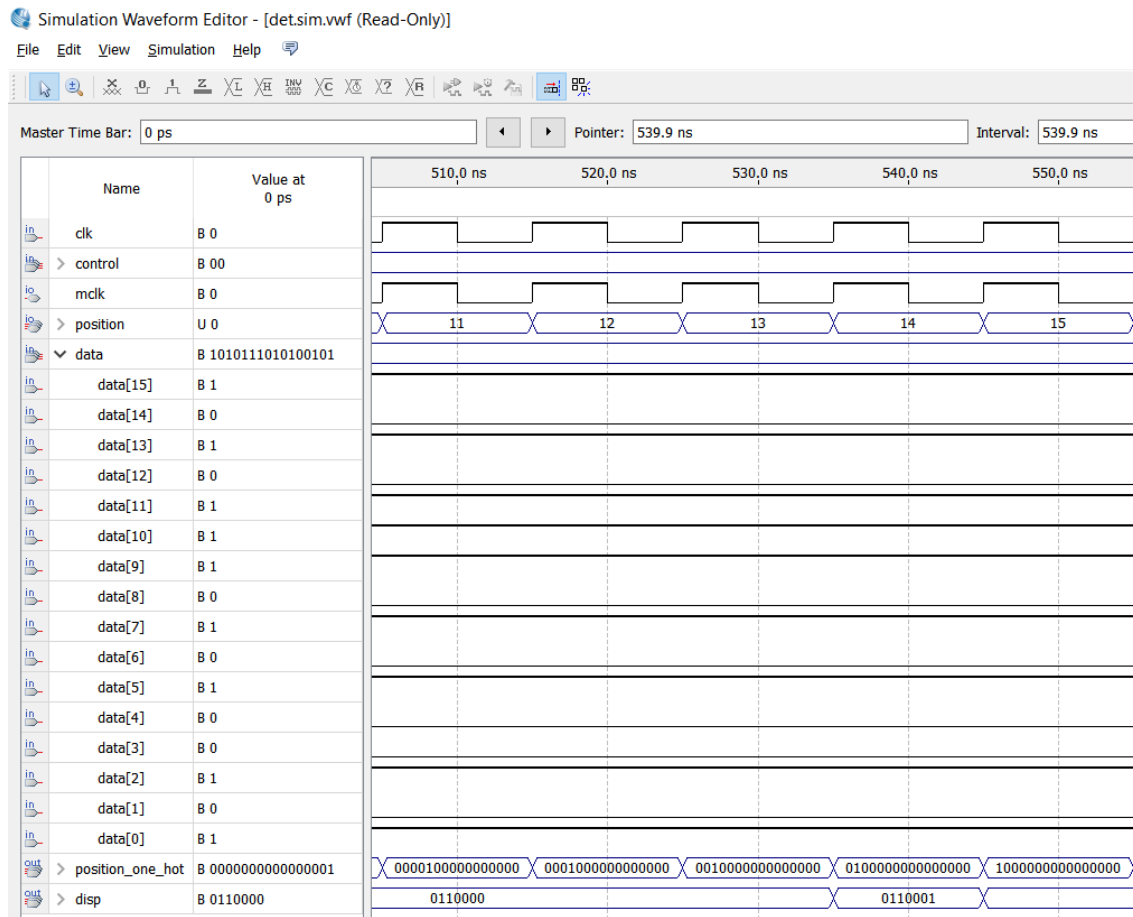 Simulation Waveform Editor - [det.sim.vwf (Read-Only)]
File Edit View Simulation Help
Master Time Bar: 0 ps Pointer: 539.9 ns Interval: 539.9 ns
Name Value at 0 ps 510.0 ns 520.0 ns 530.0 ns 540.0 ns 550.0 ns
clk B 0
control B 00
mclk B 0
position U 0 11 12 13 14 15
data B 1010111010100101
data[15] B 1
data[14] B 0
data[13] B 1
data[12] B 0
data[11] B 1
data[10] B 1
data[9] B 1
data[8] B 0
data[7] B 1
data[6] B 0
data[5] B 1
data[4] B 0
data[3] B 0
data[2] B 1
data[1] B 0
data[0] B 1
position_one_hot B 0000000000000001 0000100000000000 0001000000000000 0010000000000000 0100000000000000 1000000000000000
disp B 0110000 0110000 0110001